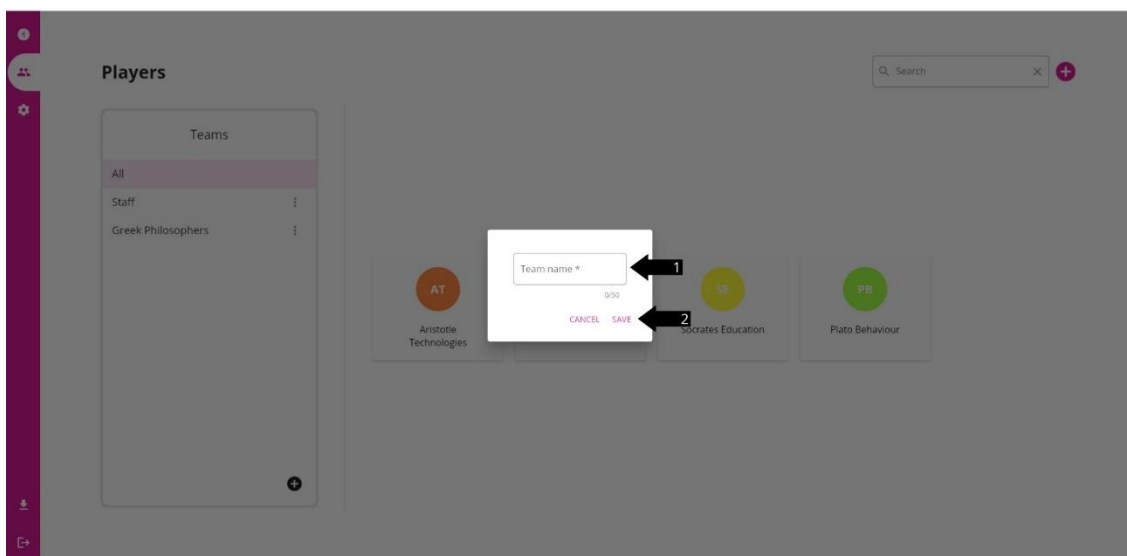 Players
Search
Teams
All
Staff
Greek Philosophers
Team name *
0/50
CANCEL SAVE
1
2
AT
SE
PB
Aristotle
Technologies
Socrates Education
Plato Behaviour